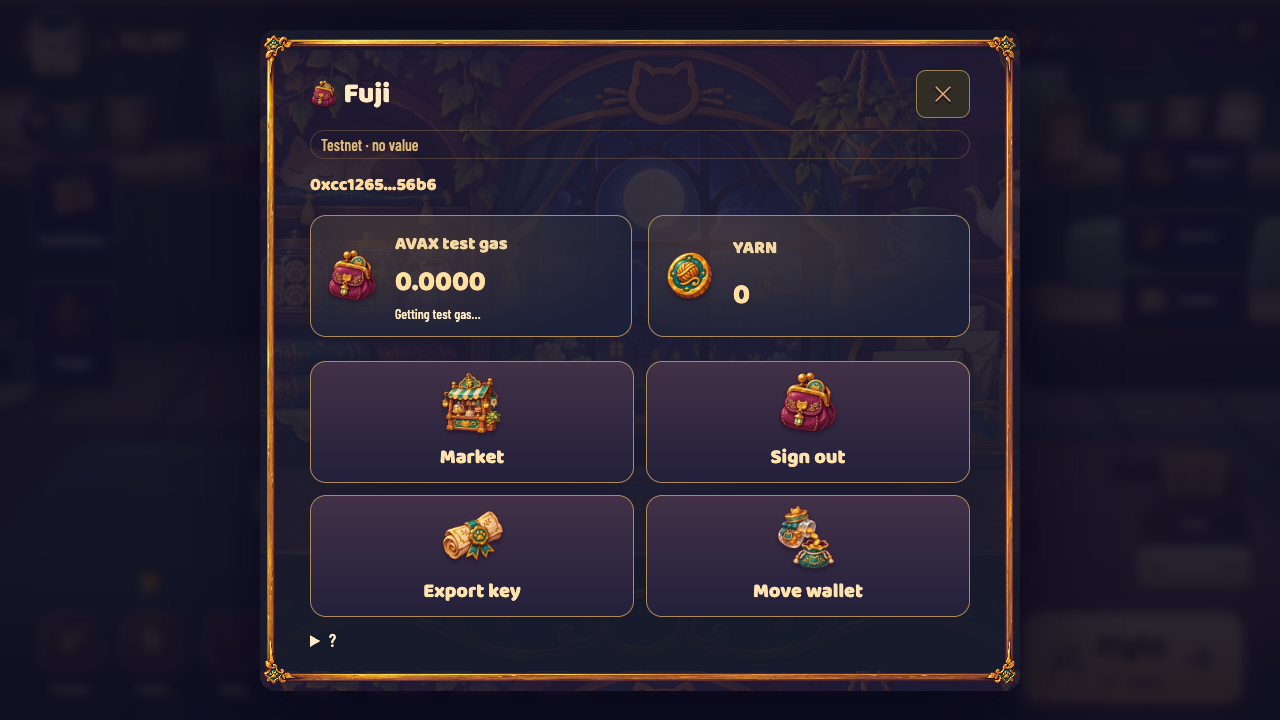 Fuji
Testnet · no value
0xcc1265...56b6
AVAX test gas
0.0000
Getting test gas...
YARN
0
Market
Sign out
Export key
Move wallet
?